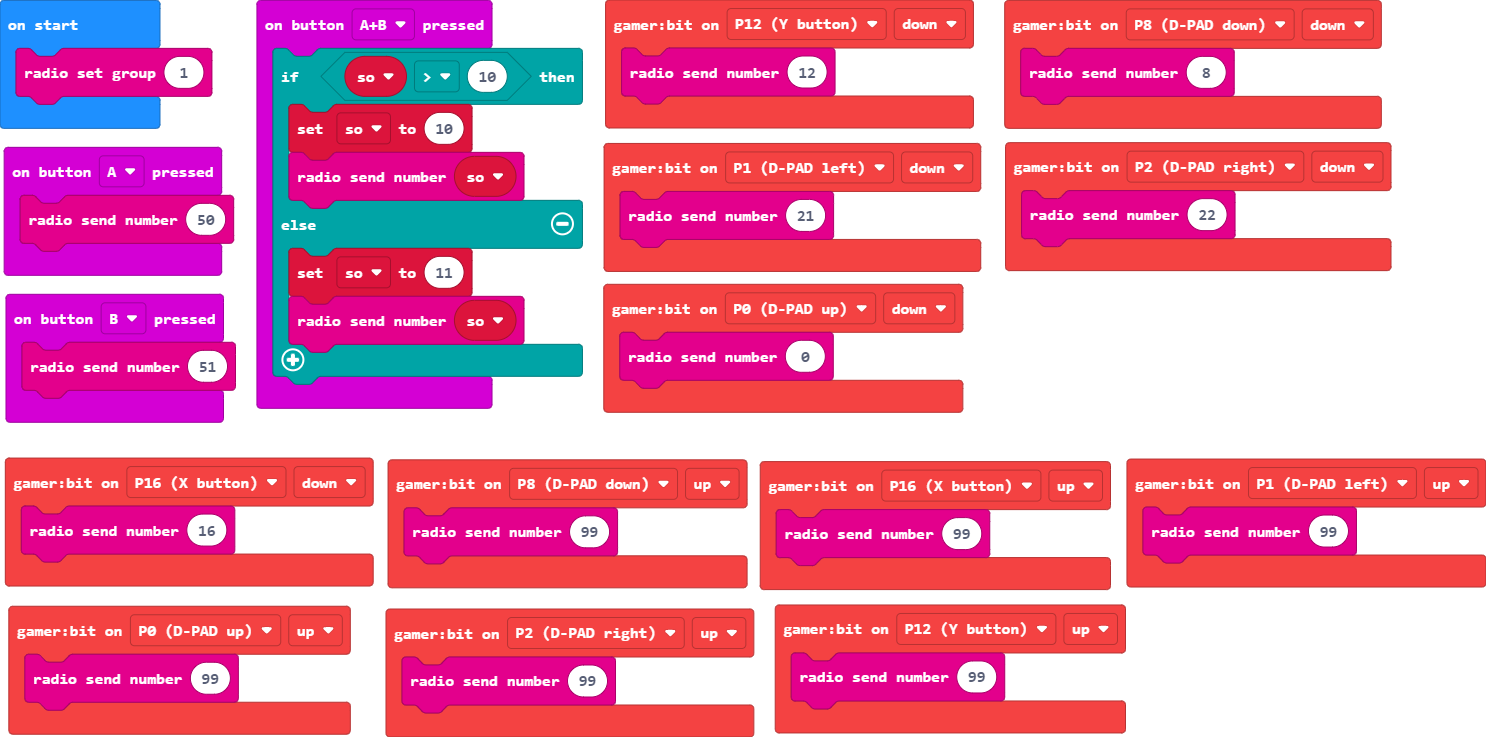 on start
radio set group 1
on button A pressed
radio send number 50
on button B pressed
radio send number 51
on button A+B pressed
if so > 10 then
set so to 10
radio send number so
else
set so to 11
radio send number so
gamer:bit on P12 (Y button) down
radio send number 12
gamer:bit on P1 (D-PAD left) down
radio send number 21
gamer:bit on P0 (D-PAD up) down
radio send number 0
gamer:bit on P8 (D-PAD down) down
radio send number 8
gamer:bit on P2 (D-PAD right) down
radio send number 22
gamer:bit on P16 (X button) down
radio send number 16
gamer:bit on P8 (D-PAD down) up
radio send number 99
gamer:bit on P16 (X button) up
radio send number 99
gamer:bit on P1 (D-PAD left) up
radio send number 99
gamer:bit on P0 (D-PAD up) up
radio send number 99
gamer:bit on P2 (D-PAD right) up
radio send number 99
gamer:bit on P12 (Y button) up
radio send number 99